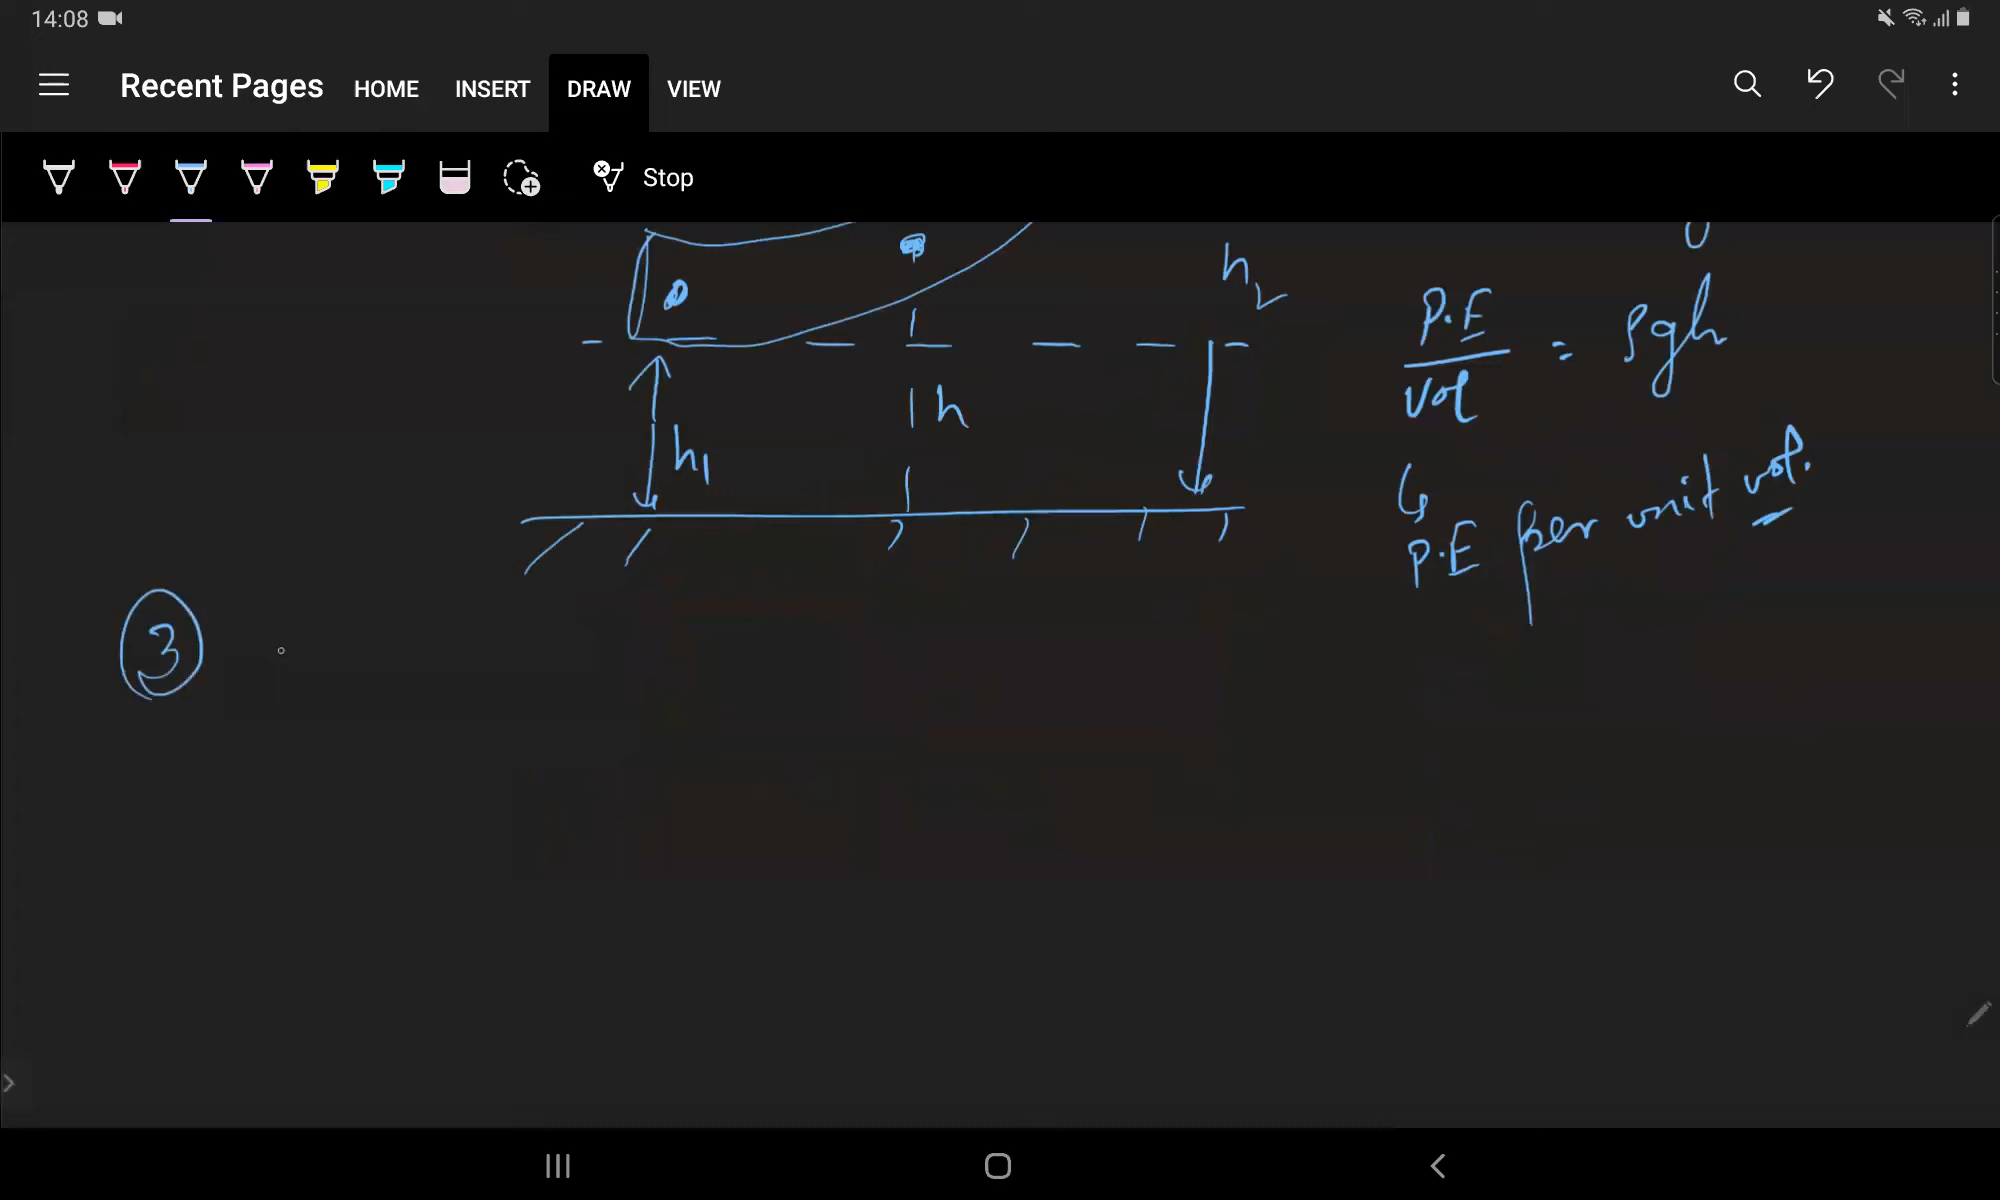 14:08
Recent Pages HOME INSERT DRAW VIEW
Stop
h₂
P.E
vol
= ρgh
h
h₁
↳
P.E per unit vol.
3